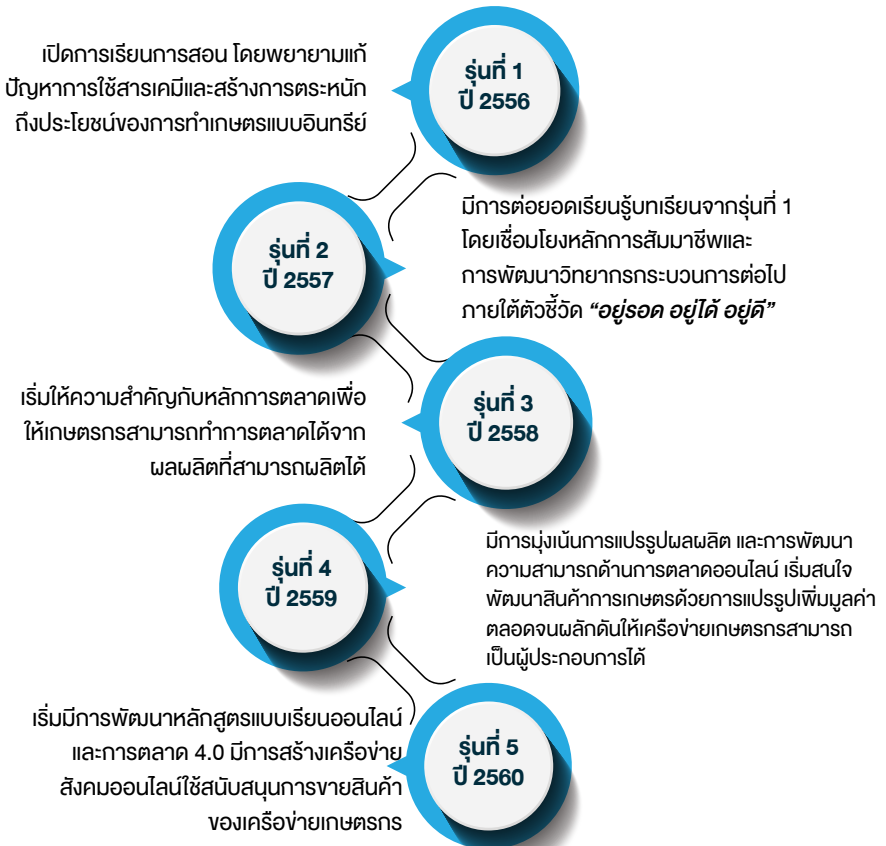 รุ่นที่ 1
ปี 2556
เปิดการเรียนการสอน โดยพยายามแก้
ปัญหาการใช้สารเคมีและสร้างการตระหนัก
ถึงประโยชน์ของการทำเกษตรแบบอินทรีย์
รุ่นที่ 2
ปี 2557
มีการต่อยอดเรียนรู้บทเรียนจากรุ่นที่ 1
โดยเชื่อมโยงหลักการสัมมาชีพและ
การพัฒนาวิทยากรกระบวนการต่อไป
ภายใต้ตัวชี้วัด “อยู่รอด อยู่ได้ อยู่ดี”
รุ่นที่ 3
ปี 2558
เริ่มให้ความสำคัญกับหลักการตลาดเพื่อ
ให้เกษตรกรสามารถทำการตลาดได้จาก
ผลผลิตที่สามารถผลิตได้
รุ่นที่ 4
ปี 2559
มีการมุ่งเน้นการแปรรูปผลผลิต และการพัฒนา
ความสามารถด้านการตลาดออนไลน์ เริ่มสนใจ
พัฒนาสินค้าการเกษตรด้วยการแปรรูปเพิ่มมูลค่า
ตลอดจนผลักดันให้เครือข่ายเกษตรกรสามารถ
เป็นผู้ประกอบการได้
รุ่นที่ 5
ปี 2560
เริ่มมีการพัฒนาหลักสูตรแบบเรียนออนไลน์
และการตลาด 4.0 มีการสร้างเครือข่าย
สังคมออนไลน์ใช้สนับสนุนการขายสินค้า
ของเครือข่ายเกษตรกร